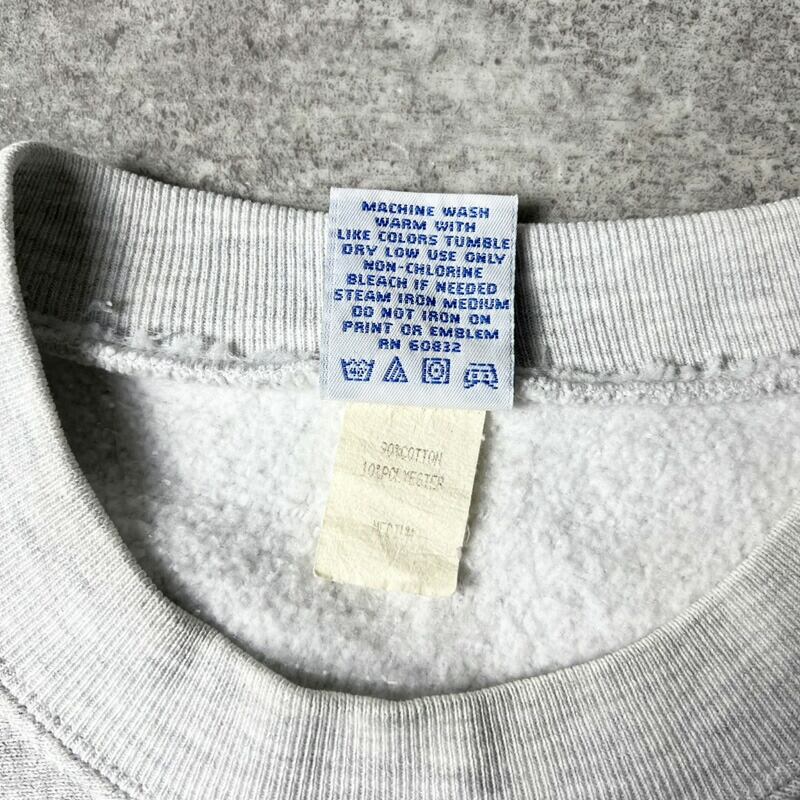 MACHINE WASH
WARM WITH
LIKE COLORS TUMBLE
DRY LOW USE ONLY
NON-CHLORINE
BLEACH IF NEEDED
STEAM IRON MEDIUM
DO NOT IRON ON
PRINT OR EMBLEM
RN 60832
90%COTTON
10%POLYESTER
MEDIUM